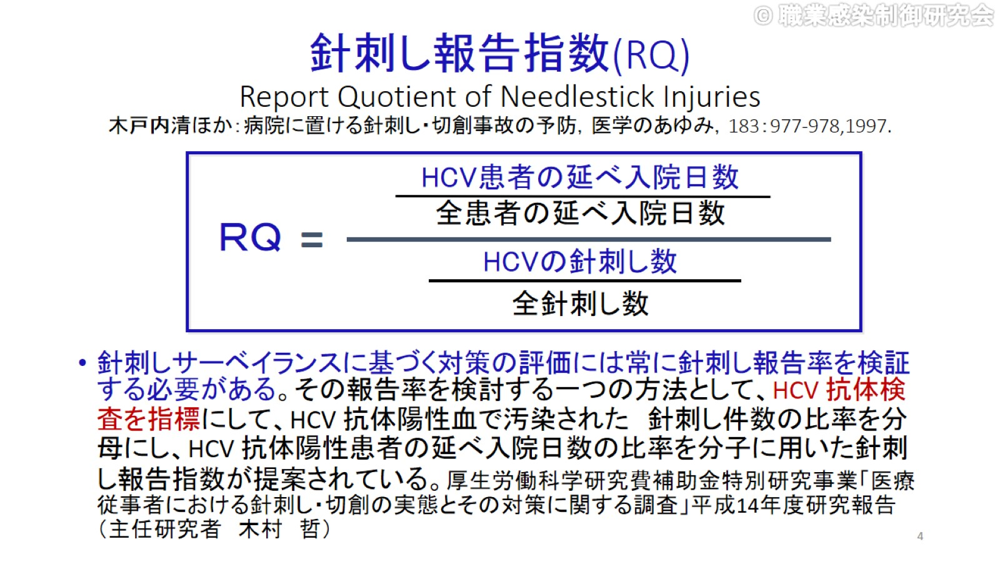 © 職業感染制御研究会
針刺し報告指数(RQ)
Report Quotient of Needlestick Injuries
木戸内清ほか：病院に置ける針刺し・切創事故の予防，医学のあゆみ，183：977-978,1997.
HCV患者の延べ入院日数
全患者の延べ入院日数
RQ =
HCVの針刺し数
全針刺し数
• 針刺しサーベイランスに基づく対策の評価には常に針刺し報告率を検証
する必要がある。その報告率を検討する一つの方法として、HCV 抗体検
査を指標にして、HCV 抗体陽性血で汚染された　針刺し件数の比率を分
母にし、HCV 抗体陽性患者の延べ入院日数の比率を分子に用いた針刺
し報告指数が提案されている。厚生労働科学研究費補助金特別研究事業「医療
従事者における針刺し・切創の実態とその対策に関する調査」平成14年度研究報告
（主任研究者　木村　哲）
4